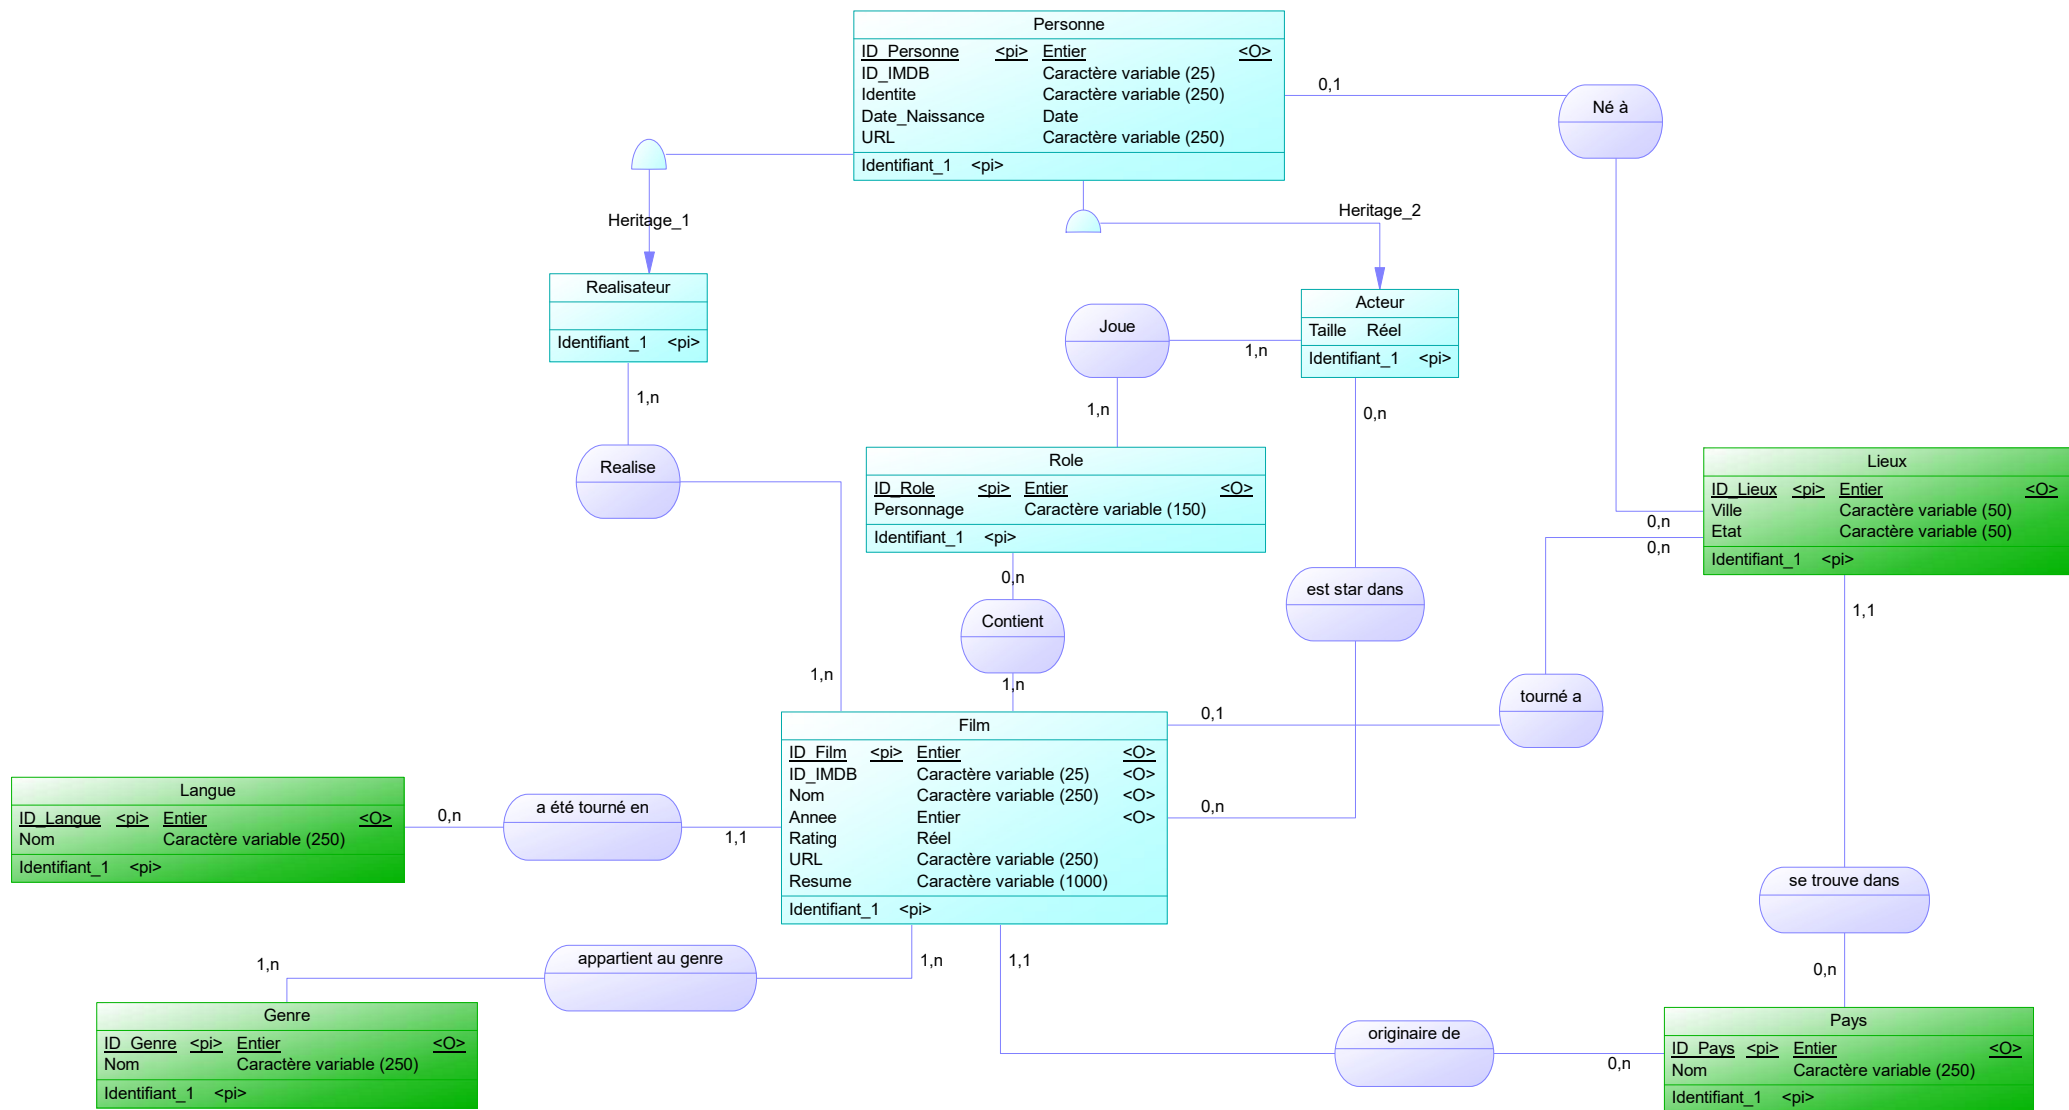 Personne
ID_Personne <pi> Entier <O>
ID_IMDB Caractère variable (25)
Identite Caractère variable (250)
Date_Naissance Date
URL Caractère variable (250)
Identifiant_1 <pi>
0,1
Né à
Heritage_1
Heritage_2
Realisateur
Identifiant_1 <pi>
Acteur
Taille Réel
Identifiant_1 <pi>
Joue
1,n
1,n
1,n
0,n
Realise
Role
ID_Role <pi> Entier <O>
Personnage Caractère variable (150)
Identifiant_1 <pi>
Lieux
ID_Lieux <pi> Entier <O>
Ville Caractère variable (50)
Etat Caractère variable (50)
Identifiant_1 <pi>
0,n
0,n
0,n
est star dans
Contient
1,1
1,n
1,n
tourné a
0,1
Film
ID_Film <pi> Entier <O>
ID_IMDB Caractère variable (25) <O>
Nom Caractère variable (250) <O>
Annee Entier <O>
Rating Réel
URL Caractère variable (250)
Resume Caractère variable (1000)
Identifiant_1 <pi>
0,n
Langue
ID_Langue <pi> Entier <O>
Nom Caractère variable (250)
Identifiant_1 <pi>
0,n
a été tourné en
1,1
se trouve dans
appartient au genre
1,n
1,n
1,1
0,n
Genre
ID_Genre <pi> Entier <O>
Nom Caractère variable (250)
Identifiant_1 <pi>
originaire de
0,n
Pays
ID_Pays <pi> Entier <O>
Nom Caractère variable (250)
Identifiant_1 <pi>